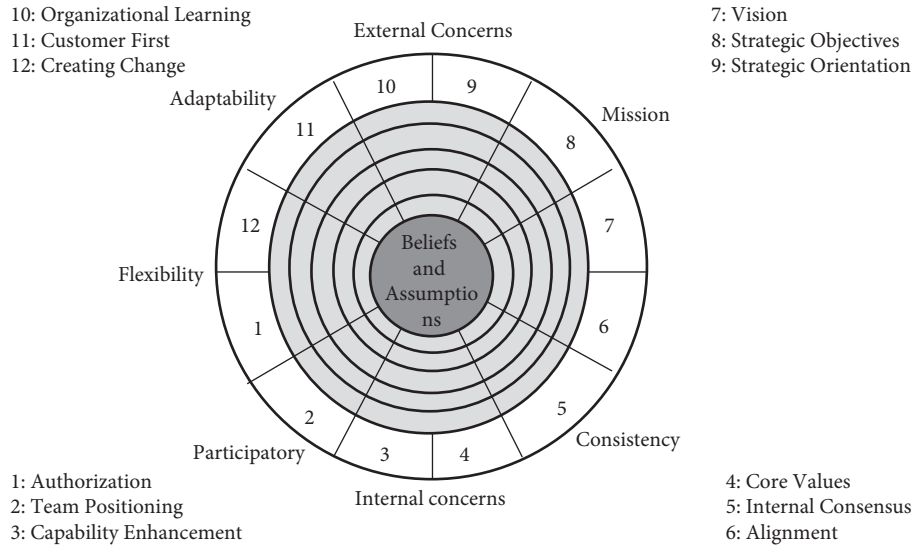 10: Organizational Learning
11: Customer First
12: Creating Change
7: Vision
8: Strategic Objectives
9: Strategic Orientation
External Concerns
Adaptability
Mission
10
9
11
8
12
7
Beliefs
and
Assumptio
ns
Flexibility
1
6
2
5
3
4
Participatory
Consistency
Internal concerns
1: Authorization
2: Team Positioning
3: Capability Enhancement
4: Core Values
5: Internal Consensus
6: Alignment